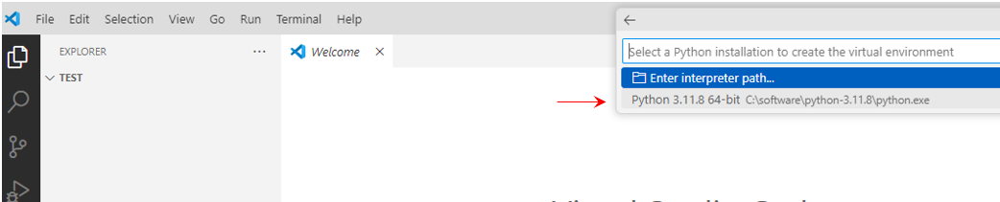 File Edit Selection View Go Run Terminal Help
EXPLORER ...
TEST
Welcome
Select a Python installation to create the virtual environment
Enter interpreter path...
Python 3.11.8 64-bit C:\software\python-3.11.8\python.exe